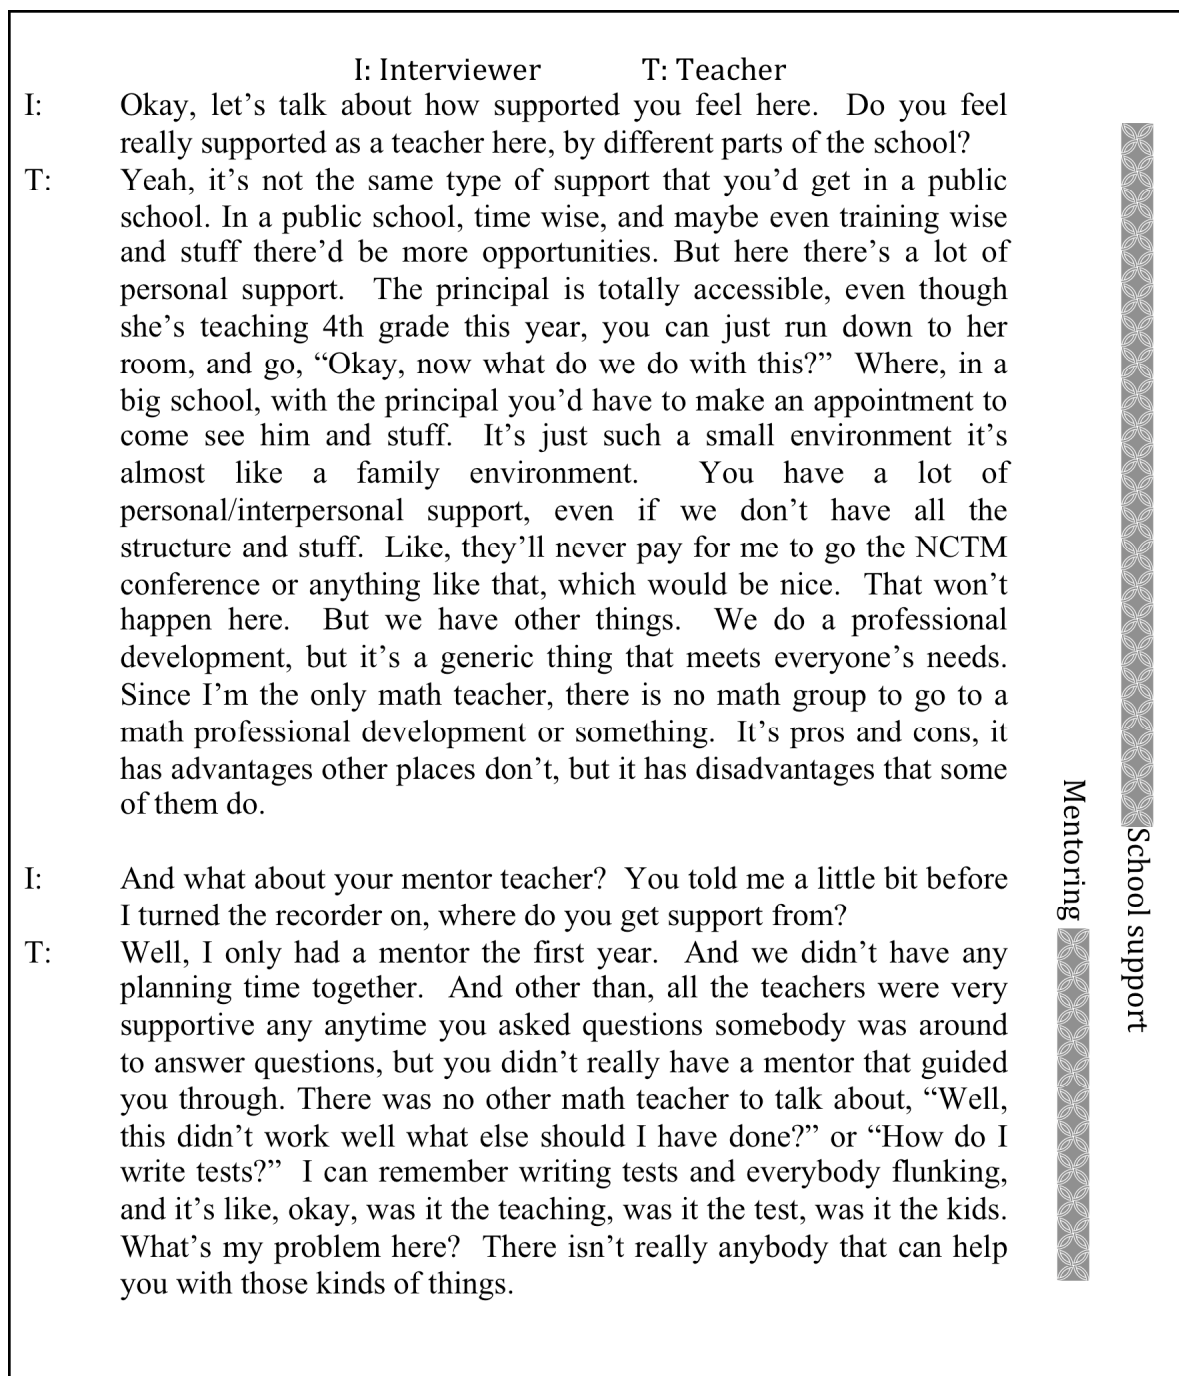 I: Interviewer T: Teacher
I: Okay, let’s talk about how supported you feel here. Do you feel
really supported as a teacher here, by different parts of the school?
T: Yeah, it’s not the same type of support that you’d get in a public
school. In a public school, time wise, and maybe even training wise
and stuff there’d be more opportunities. But here there’s a lot of
personal support. The principal is totally accessible, even though
she’s teaching 4th grade this year, you can just run down to her
room, and go, “Okay, now what do we do with this?” Where, in a
big school, with the principal you’d have to make an appointment to
come see him and stuff. It’s just such a small environment it’s
almost like a family environment. You have a lot of
personal/interpersonal support, even if we don’t have all the
structure and stuff. Like, they’ll never pay for me to go the NCTM
conference or anything like that, which would be nice. That won’t
happen here. But we have other things. We do a professional
development, but it’s a generic thing that meets everyone’s needs.
Since I’m the only math teacher, there is no math group to go to a
math professional development or something. It’s pros and cons, it
has advantages other places don’t, but it has disadvantages that some
of them do.
I: And what about your mentor teacher? You told me a little bit before
I turned the recorder on, where do you get support from?
T: Well, I only had a mentor the first year. And we didn’t have any
planning time together. And other than, all the teachers were very
supportive any anytime you asked questions somebody was around
to answer questions, but you didn’t really have a mentor that guided
you through. There was no other math teacher to talk about, “Well,
this didn’t work well what else should I have done?” or “How do I
write tests?” I can remember writing tests and everybody flunking,
and it’s like, okay, was it the teaching, was it the test, was it the kids.
What’s my problem here? There isn’t really anybody that can help
you with those kinds of things.
Mentoring
School support